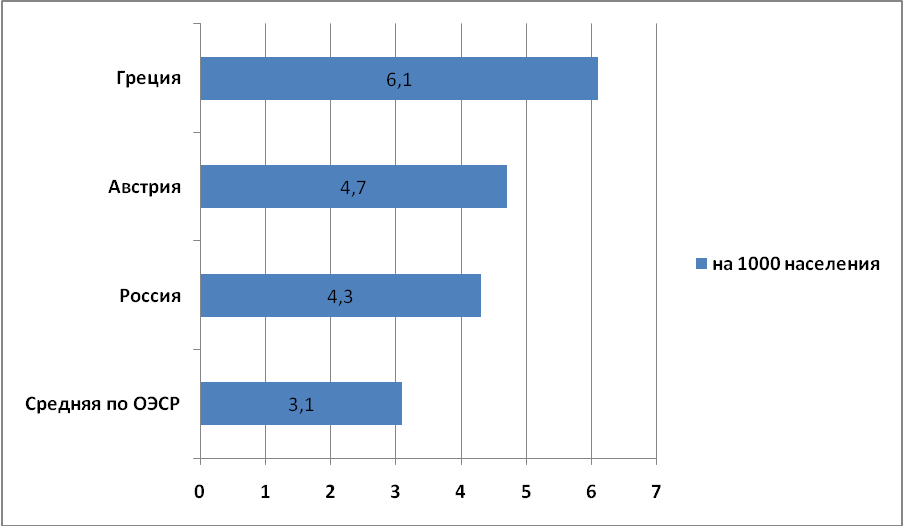 Греция
6,1
Австрия
4,7
Россия
4,3
Средняя по ОЭСР
3,1
0 1 2 3 4 5 6 7
на 1000 населения